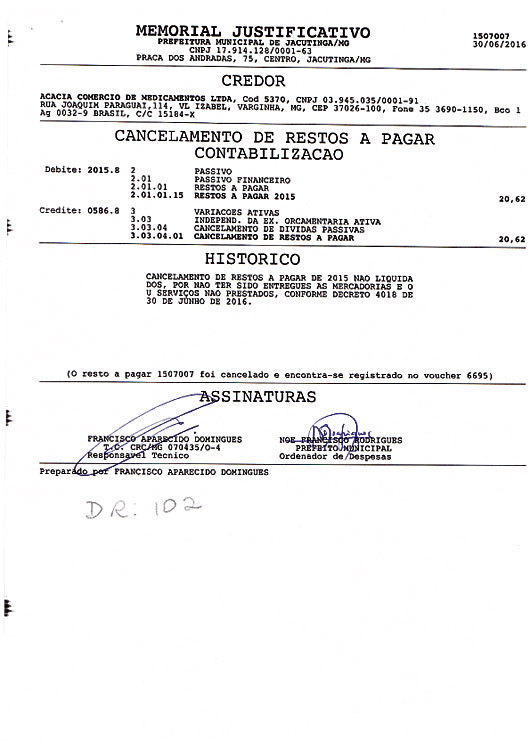 MEMORIAL JUSTIFICATIVO
PREFEITURA MUNICIPAL DE JACUTINGA/MG
CNPJ 17.914.128/0001-63
PRACA DOS ANDRADAS, 75, CENTRO, JACUTINGA/MG
1507007
30/06/2016
CREDOR
ACACIA COMERCIO DE MEDICAMENTOS LTDA, Cod 5370, CNPJ 03.945.035/0001-91
RUA JOAQUIM PARAGUAI,114, VL IZABEL, VARGINHA, MG, CEP 37026-100, Fone 35 3690-1150, Bco 1
Ag 0032-9 BRASIL, C/C 15184-X
CANCELAMENTO DE RESTOS A PAGAR
CONTABILIZACAO
Debite: 2015.8 2 PASSIVO
2.01 PASSIVO FINANCEIRO
2.01.01 RESTOS A PAGAR
2.01.01.15 RESTOS A PAGAR 2015 20,62
Credite: 0586.8 3 VARIACOES ATIVAS
3.03 INDEPEND. DA EX. ORCAMENTARIA ATIVA
3.03.04 CANCELAMENTO DE DIVIDAS PASSIVAS
3.03.04.01 CANCELAMENTO DE RESTOS A PAGAR 20,62
HISTORICO
CANCELAMENTO DE RESTOS A PAGAR DE 2015 NAO LIQUIDA
DOS, POR NAO TER SIDO ENTREGUES AS MERCADORIAS E O
U SERVIÇOS NAO PRESTADOS, CONFORME DECRETO 4018 DE
30 DE JUNHO DE 2016.
(O resto a pagar 1507007 foi cancelado e encontra-se registrado no voucher 6695)
ASSINATURAS
FRANCISCO APARECIDO DOMINGUES
T.C. CRC/MG 070435/O-4
Responsavel Tecnico
NOE FRANCISCO RODRIGUES
PREFEITO MUNICIPAL
Ordenador de Despesas
Preparado por FRANCISCO APARECIDO DOMINGUES
DR: 102